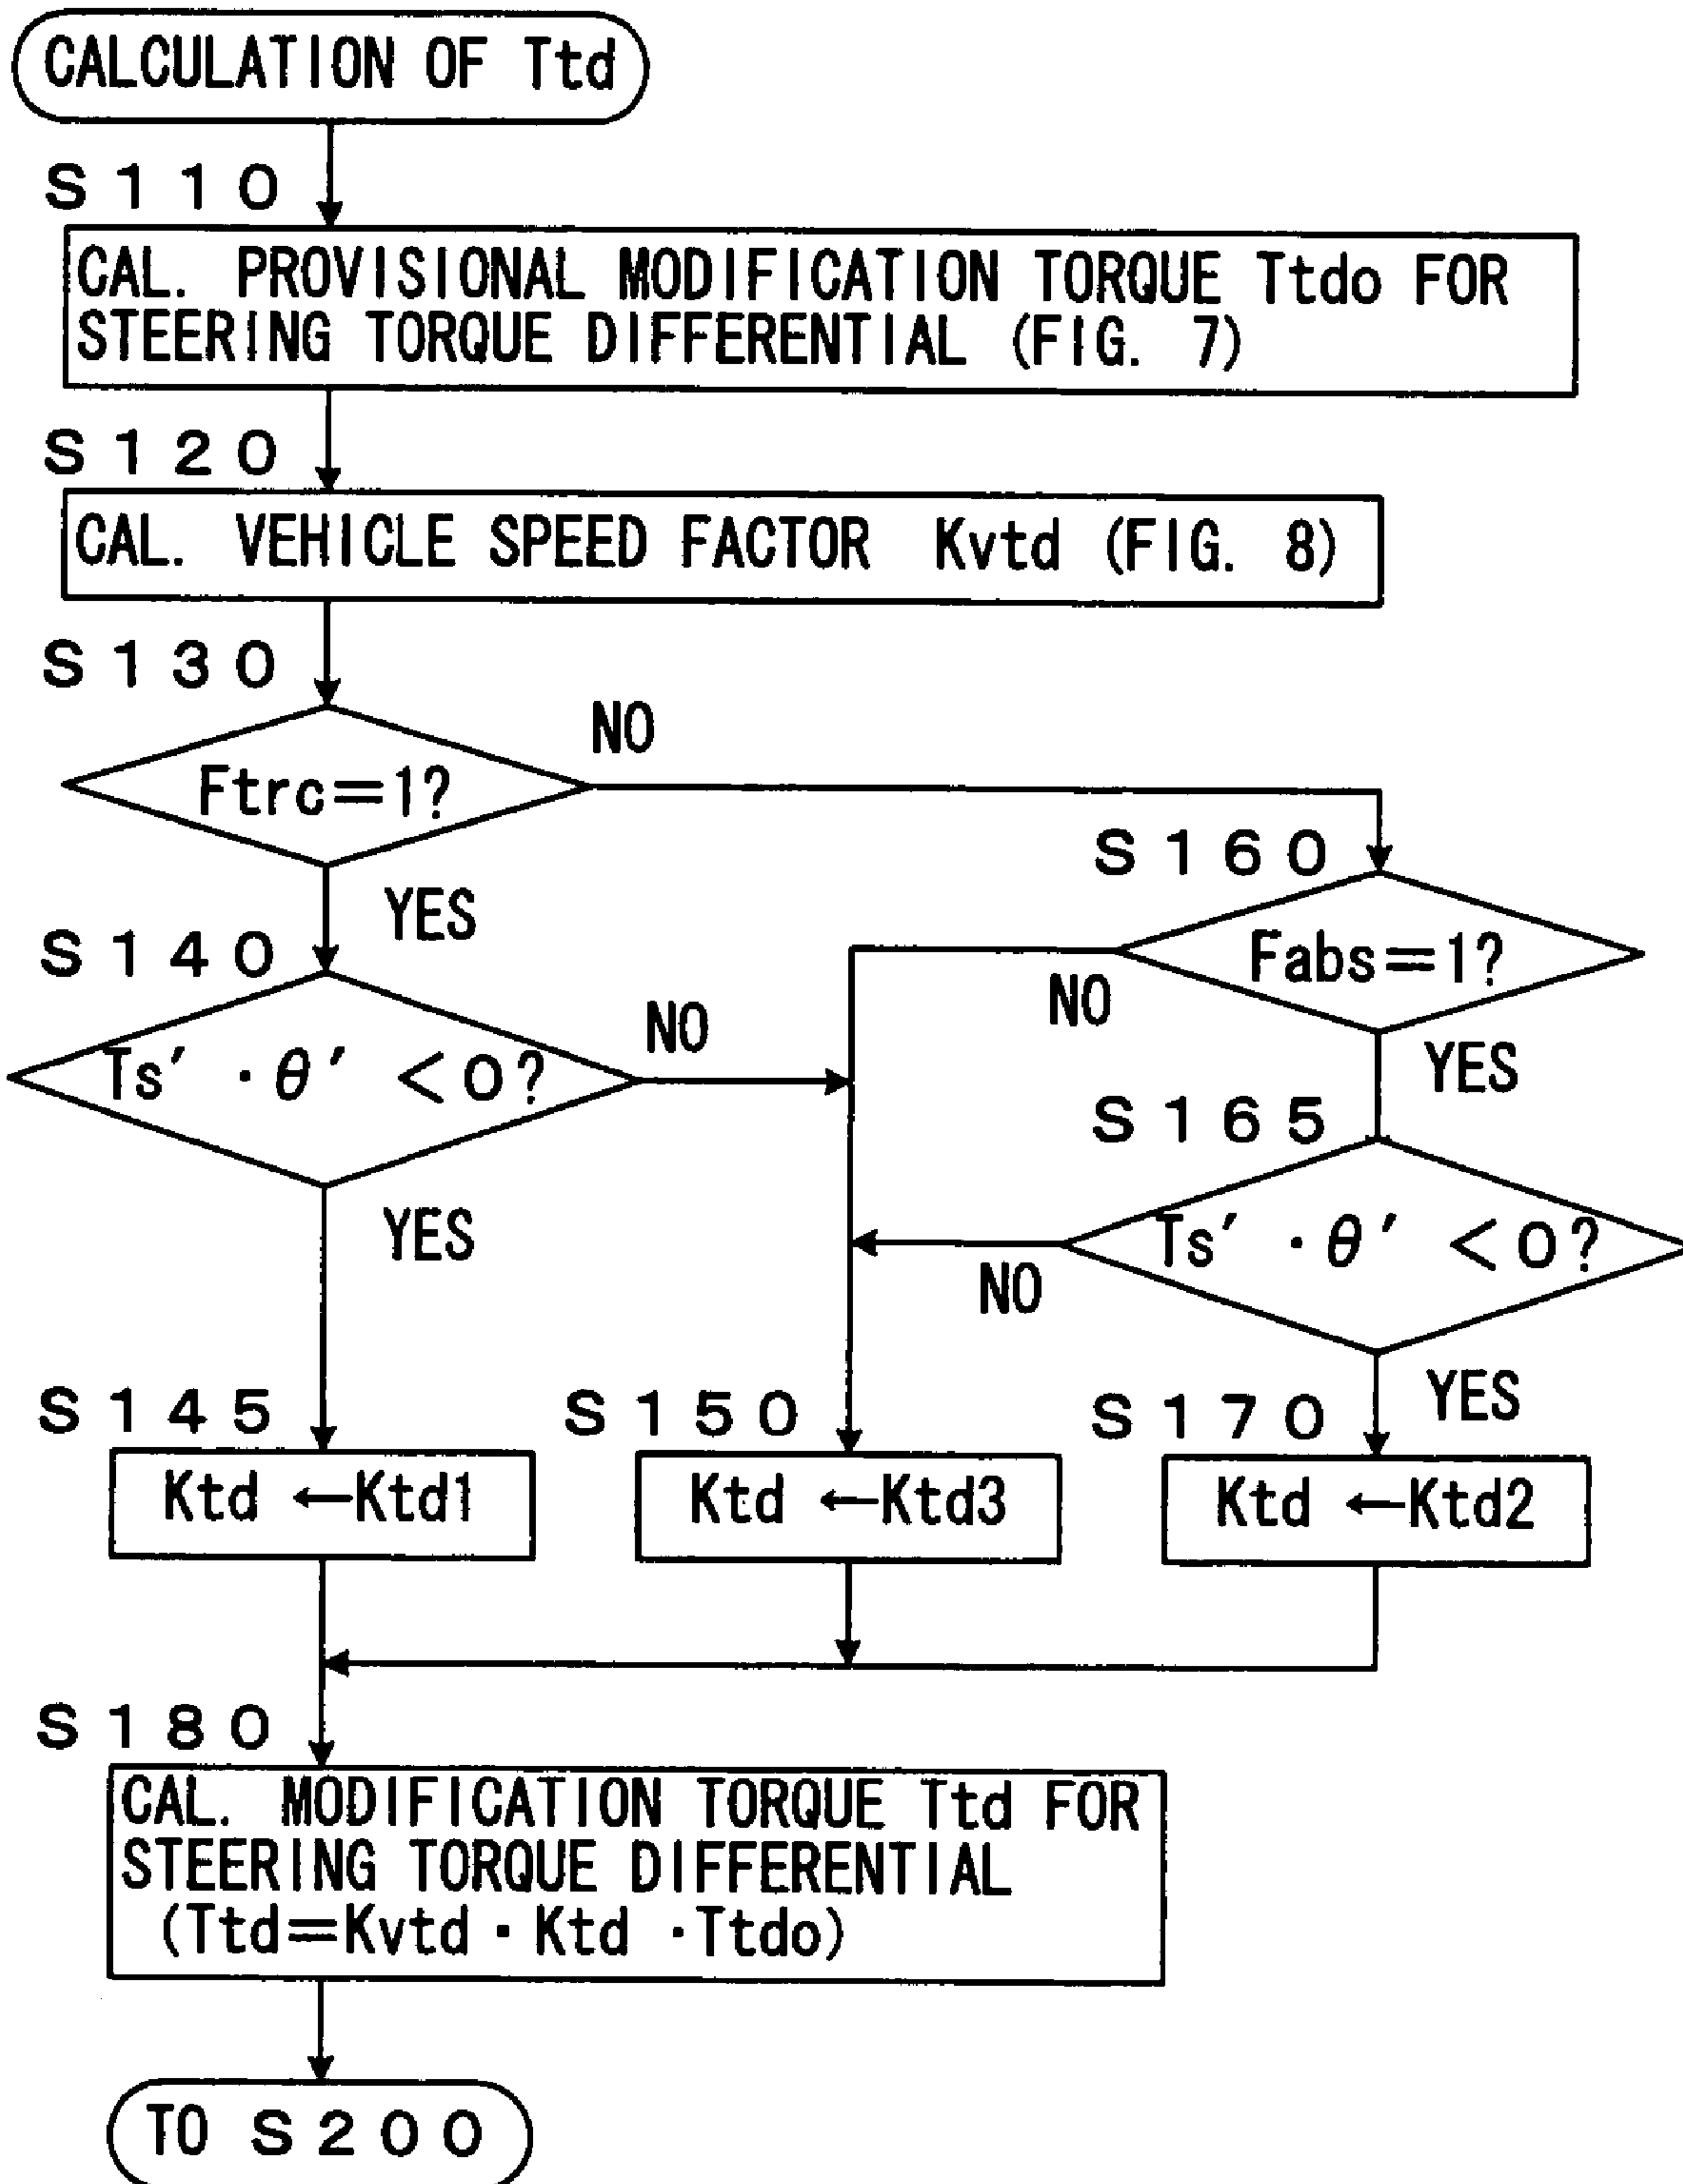 CALCULATION OF Ttd
S110
CAL. PROVISIONAL MODIFICATION TORQUE Ttdo FOR
STEERING TORQUE DIFFERENTIAL (FIG. 7)
S120
CAL. VEHICLE SPEED FACTOR Kvtd (FIG. 8)
S130
NO
Ftrc=1?
S160
YES
Fabs=1?
S140
NO
NO
Ts′ · θ′ <0?
YES
S165
YES
Ts′ · θ′ <0?
NO
S145
S150
S170
YES
Ktd ←Ktd1
Ktd ←Ktd3
Ktd ←Ktd2
S180
CAL. MODIFICATION TORQUE Ttd FOR
STEERING TORQUE DIFFERENTIAL
(Ttd=Kvtd · Ktd · Ttdo)
TO S200